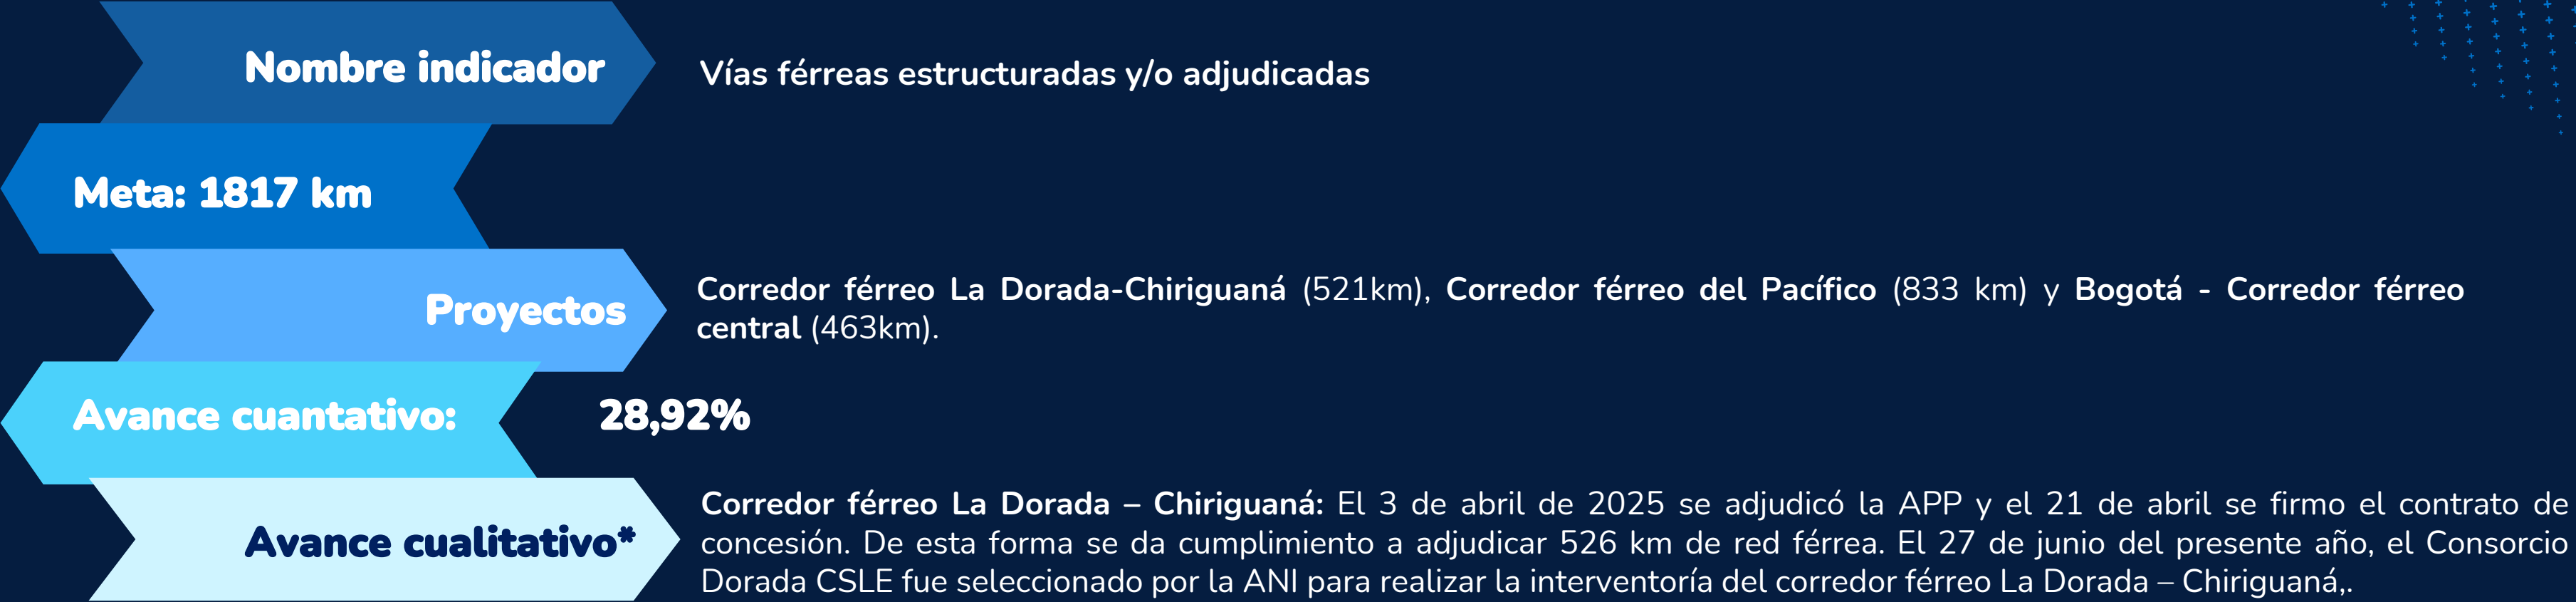 Nombre indicador
Vías férreas estructuradas y/o adjudicadas
Meta: 1817 km
Proyectos
Corredor férreo La Dorada-Chiriguaná (521km), Corredor férreo del Pacífico (833 km) y Bogotá - Corredor férreo
central (463km).
Avance cuantativo:
28,92%
Avance cualitativo*
Corredor férreo La Dorada – Chiriguaná: El 3 de abril de 2025 se adjudicó la APP y el 21 de abril se firmo el contrato de
concesión. De esta forma se da cumplimiento a adjudicar 526 km de red férrea. El 27 de junio del presente año, el Consorcio
Dorada CSLE fue seleccionado por la ANI para realizar la interventoría del corredor férreo La Dorada – Chiriguaná,.